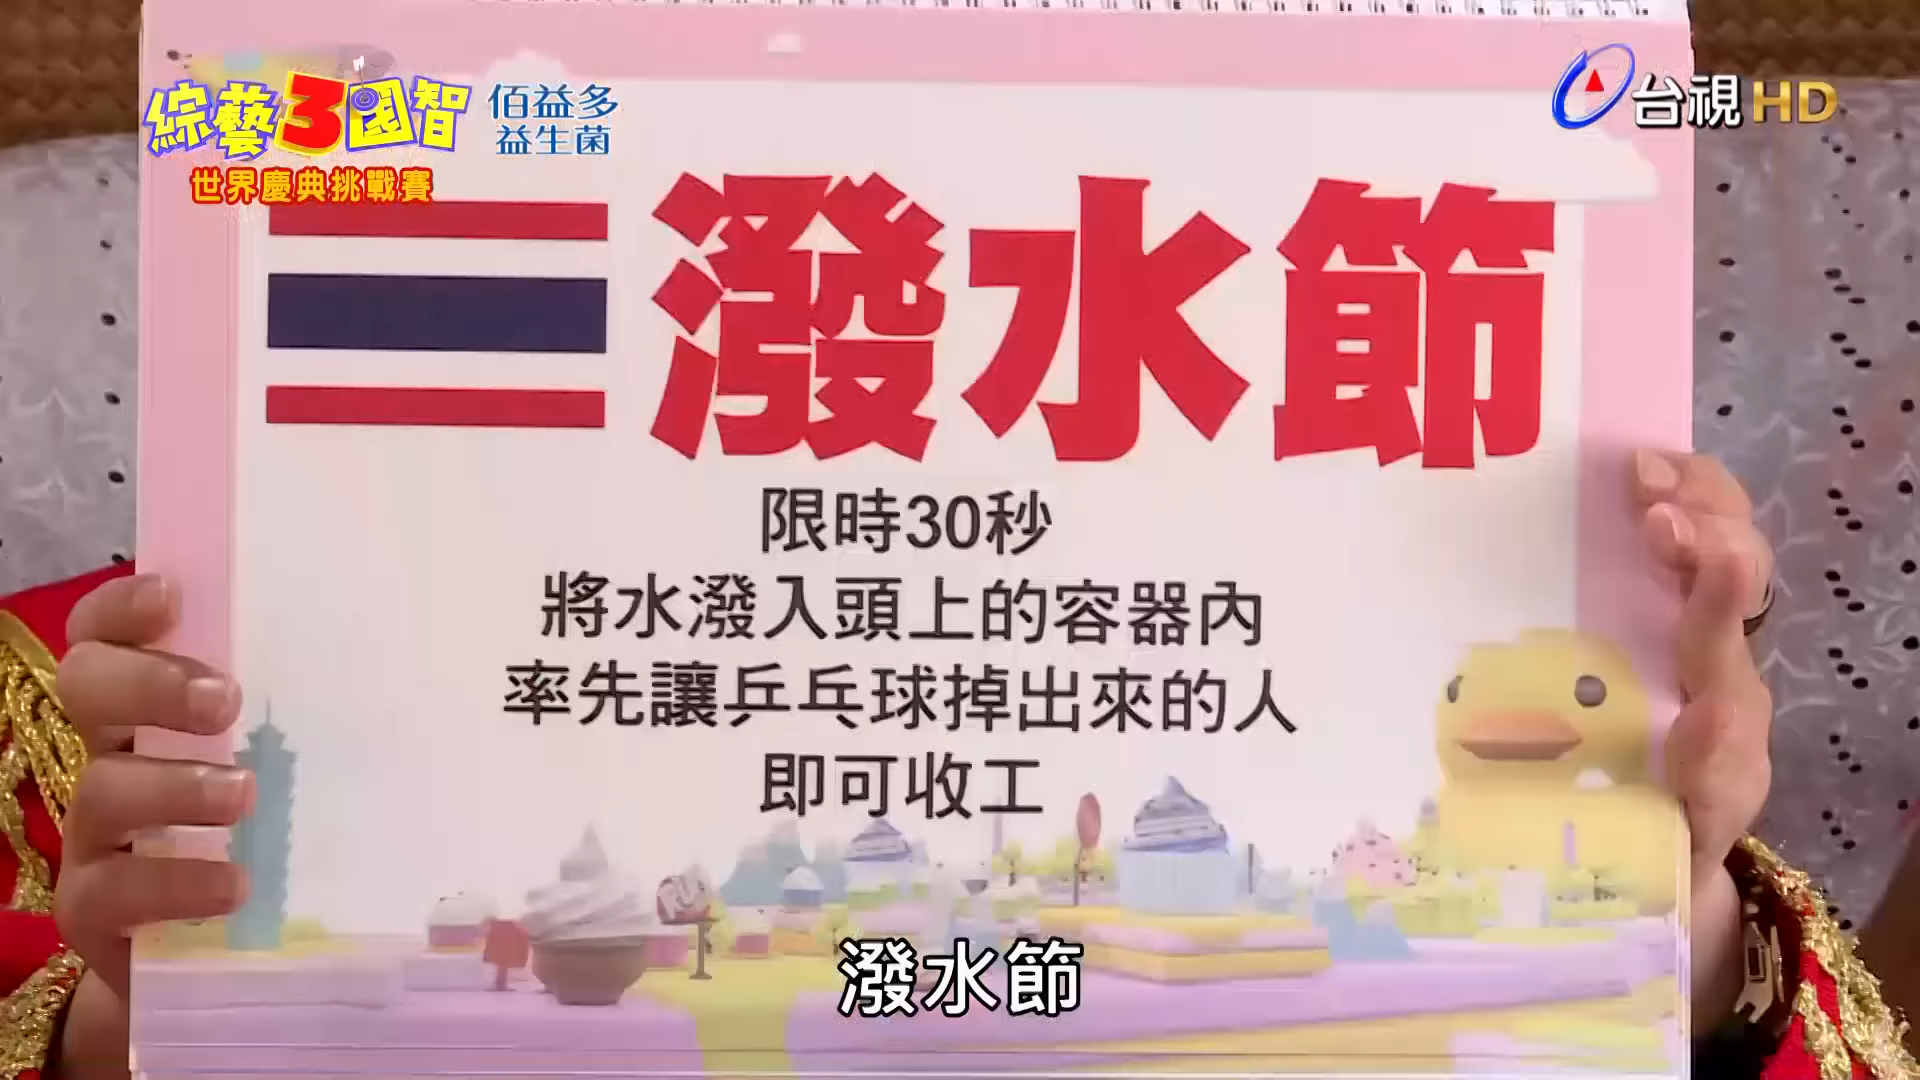 綜藝3國智
世界慶典挑戰賽
佰益多
益生菌
台視HD
潑水節
限時30秒
將水潑入頭上的容器內
率先讓乒乓球掉出來的人
即可收工
潑水節